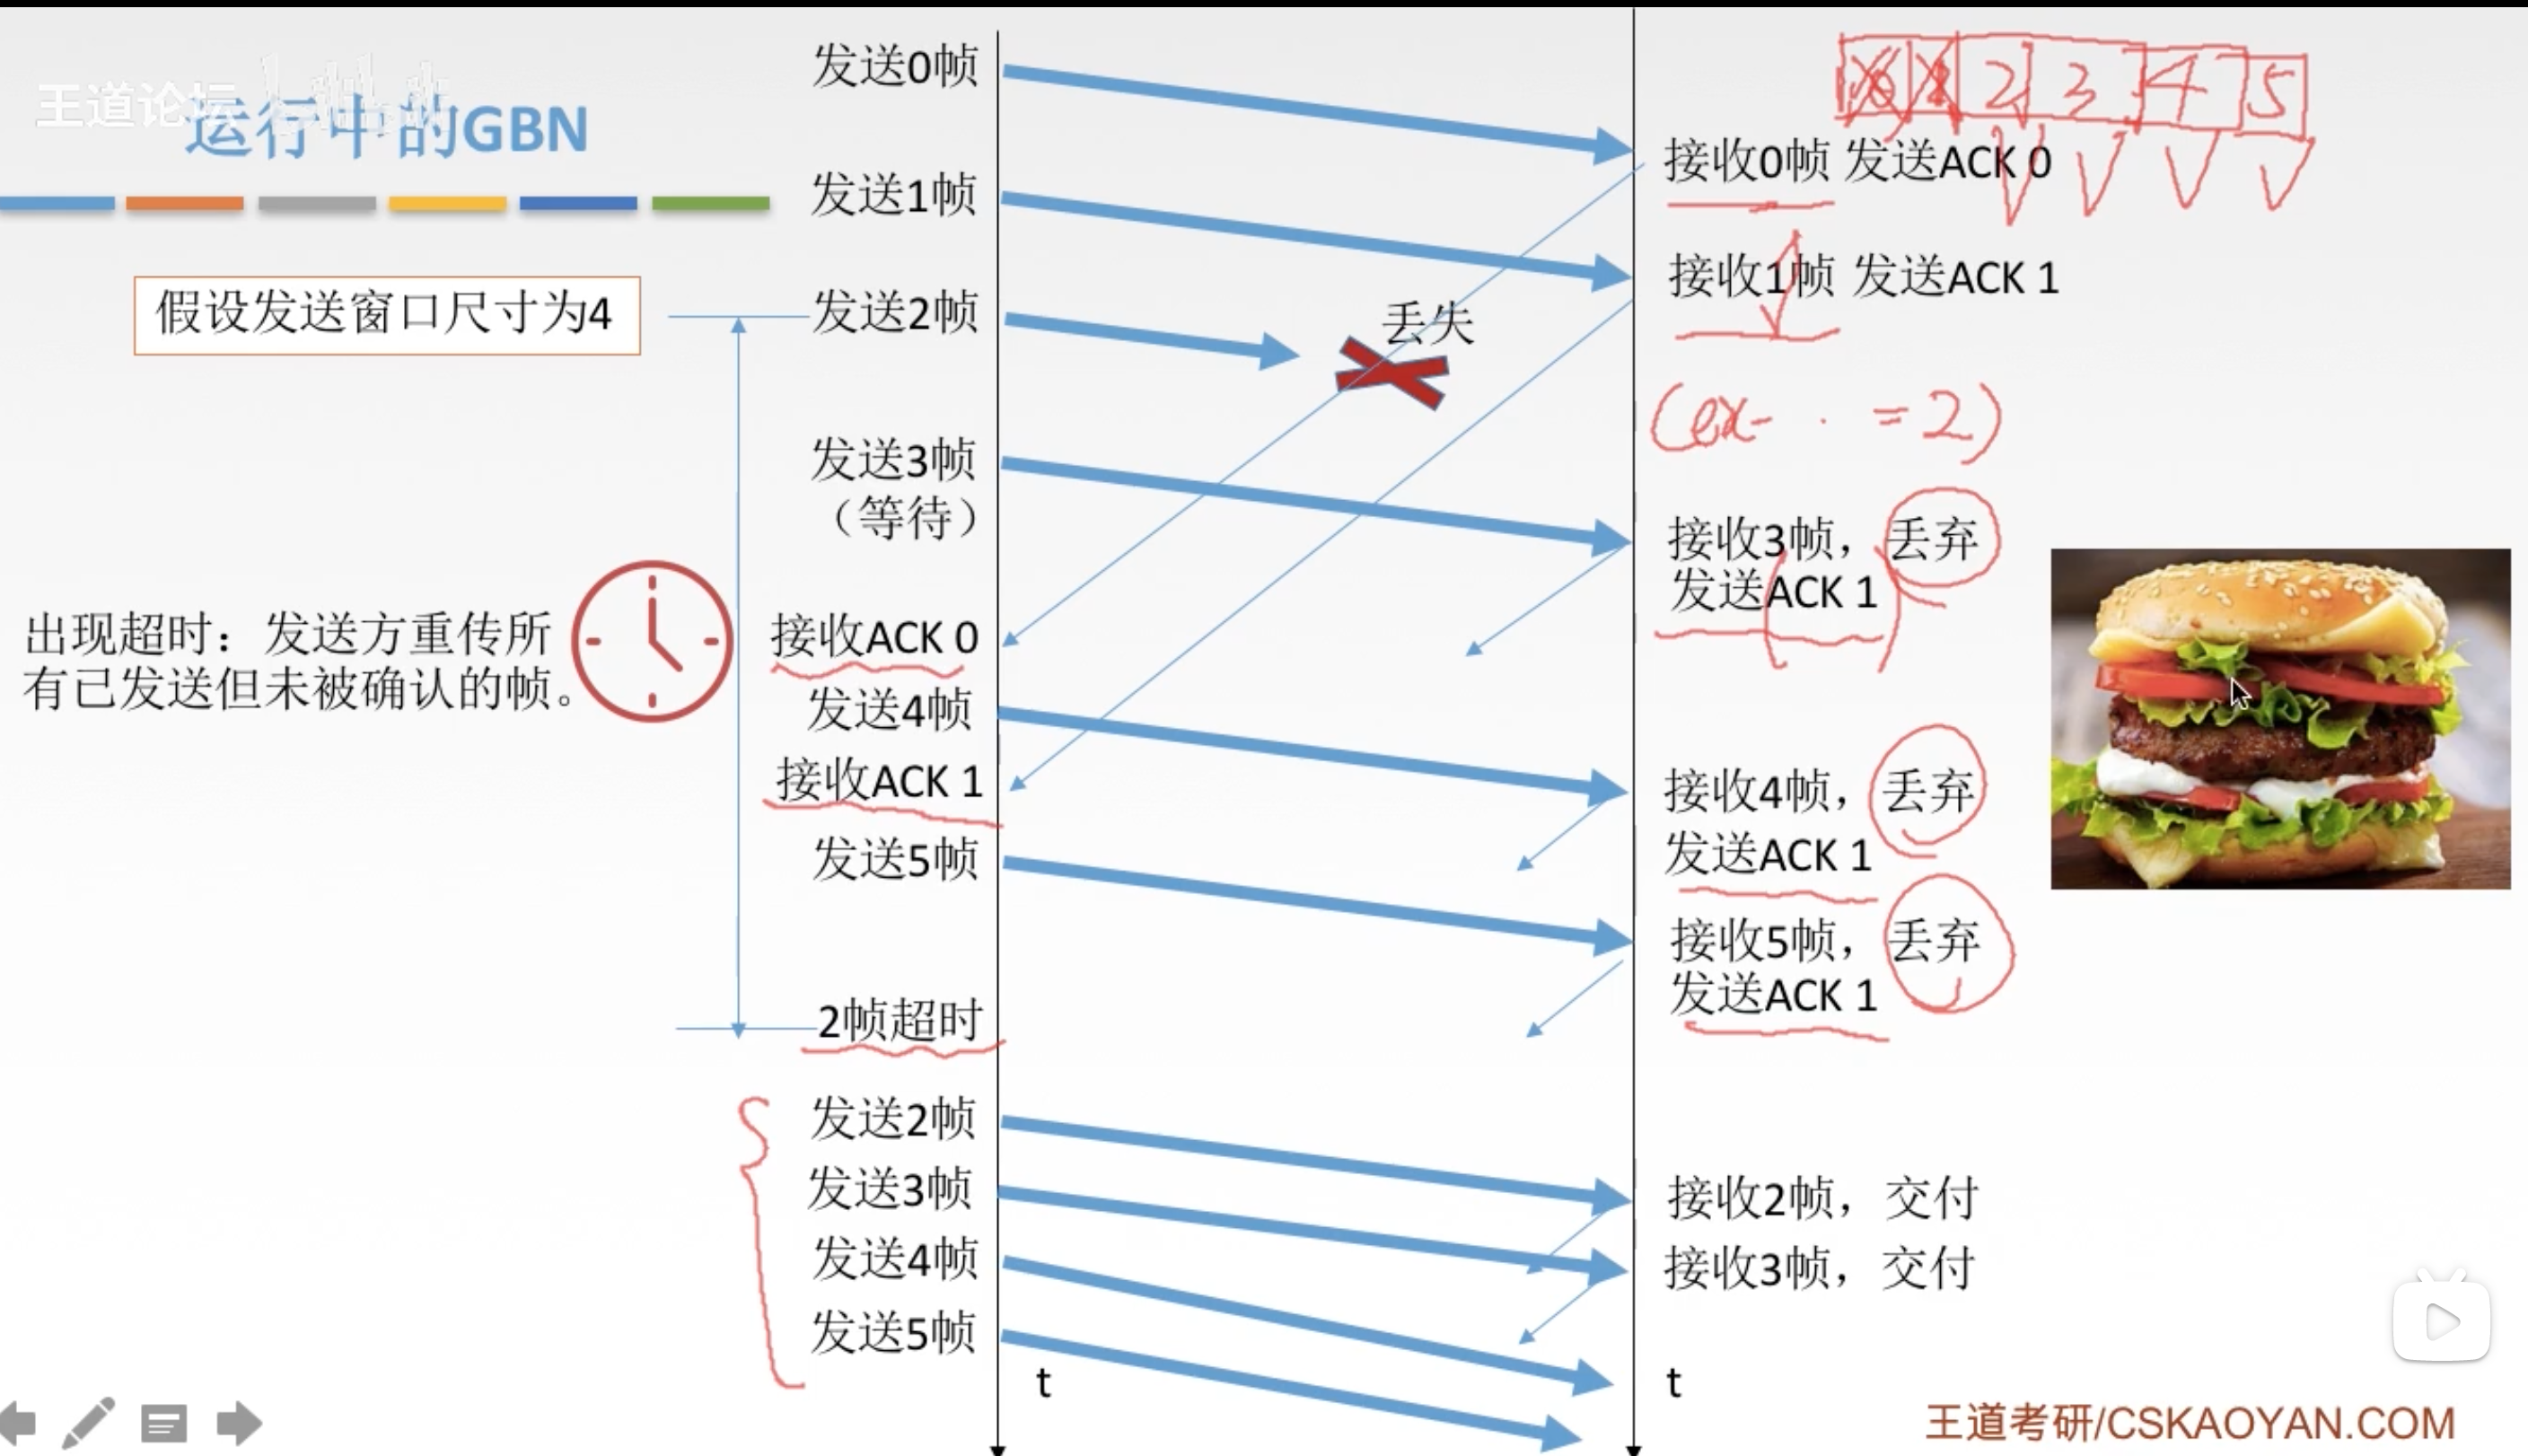 王道论坛
运行中的GBN
假设发送窗口尺寸为4
出现超时：发送方重传所
有已发送但未被确认的帧。
发送0帧
发送1帧
发送2帧
发送3帧
（等待）
接收ACK 0
发送4帧
接收ACK 1
发送5帧
2帧超时
发送2帧
发送3帧
发送4帧
发送5帧
t
丢失
0 1 2 3 4 5
接收0帧 发送ACK 0
接收1帧 发送ACK 1
(ex- · =2)
接收3帧，丢弃
发送ACK 1
接收4帧，丢弃
发送ACK 1
接收5帧，丢弃
发送ACK 1
接收2帧，交付
接收3帧，交付
t
王道考研/CSKAOYAN.COM